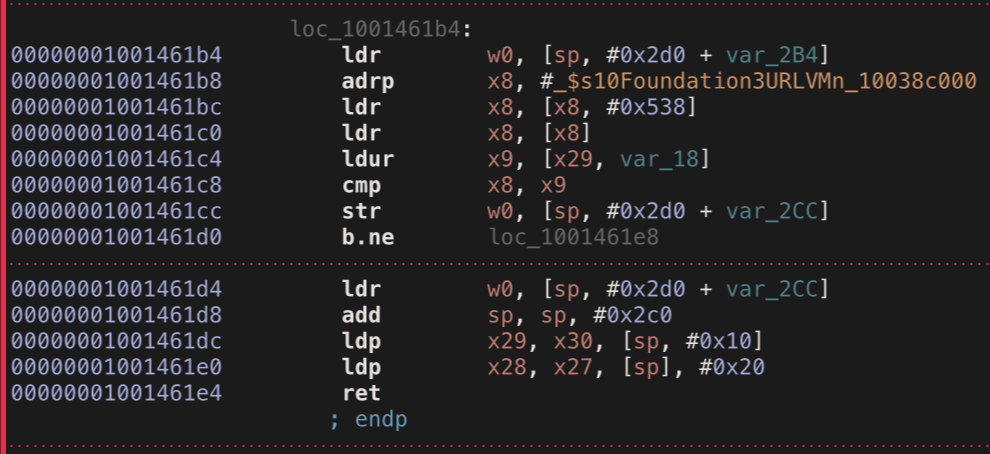 loc_1001461b4:
00000001001461b4 ldr w0, [sp, #0x2d0 + var_2B4]
00000001001461b8 adrp x8, #_$s10Foundation3URLVMn_10038c000
00000001001461bc ldr x8, [x8, #0x538]
00000001001461c0 ldr x8, [x8]
00000001001461c4 ldur x9, [x29, var_18]
00000001001461c8 cmp x8, x9
00000001001461cc str w0, [sp, #0x2d0 + var_2CC]
00000001001461d0 b.ne loc_1001461e8
00000001001461d4 ldr w0, [sp, #0x2d0 + var_2CC]
00000001001461d8 add sp, sp, #0x2c0
00000001001461dc ldp x29, x30, [sp, #0x10]
00000001001461e0 ldp x28, x27, [sp], #0x20
00000001001461e4 ret
; endp